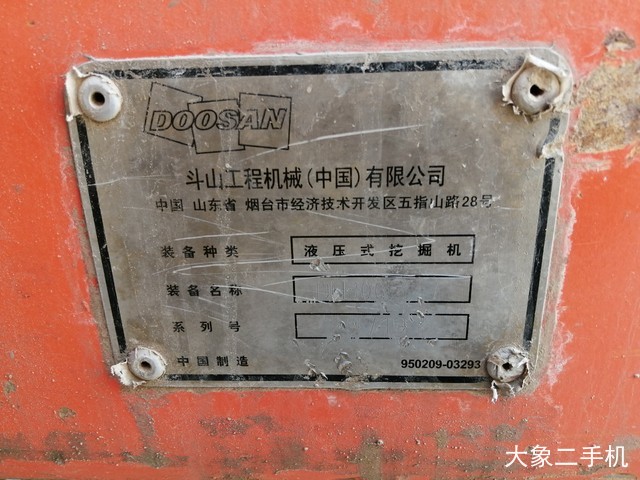 DOOSAN
斗山工程机械(中国)有限公司
中国 山东省 烟台市经济技术开发区五指山路28号
装备种类 液压式挖掘机
装备名称
系列号
中国制造 950209-03293
大象二手机